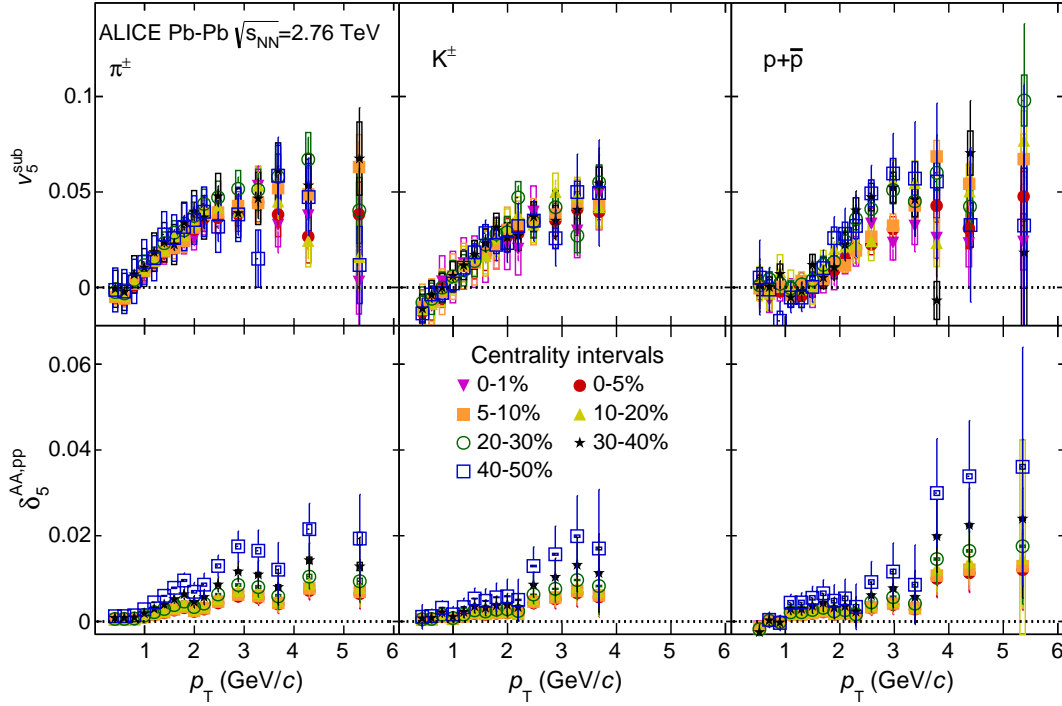 ALICE Pb-Pb √sNN=2.76 TeV
π± K± p+p̄
0.1
v5sub
0.05
0
Centrality intervals
0-1% 0-5%
5-10% 10-20%
20-30% 30-40%
40-50%
0.06
0.04
δ5AA,pp
0.02
0
1 2 3 4 5 6 1 2 3 4 5 1 2 3 4 5 6
pT (GeV/c) pT (GeV/c) pT (GeV/c)